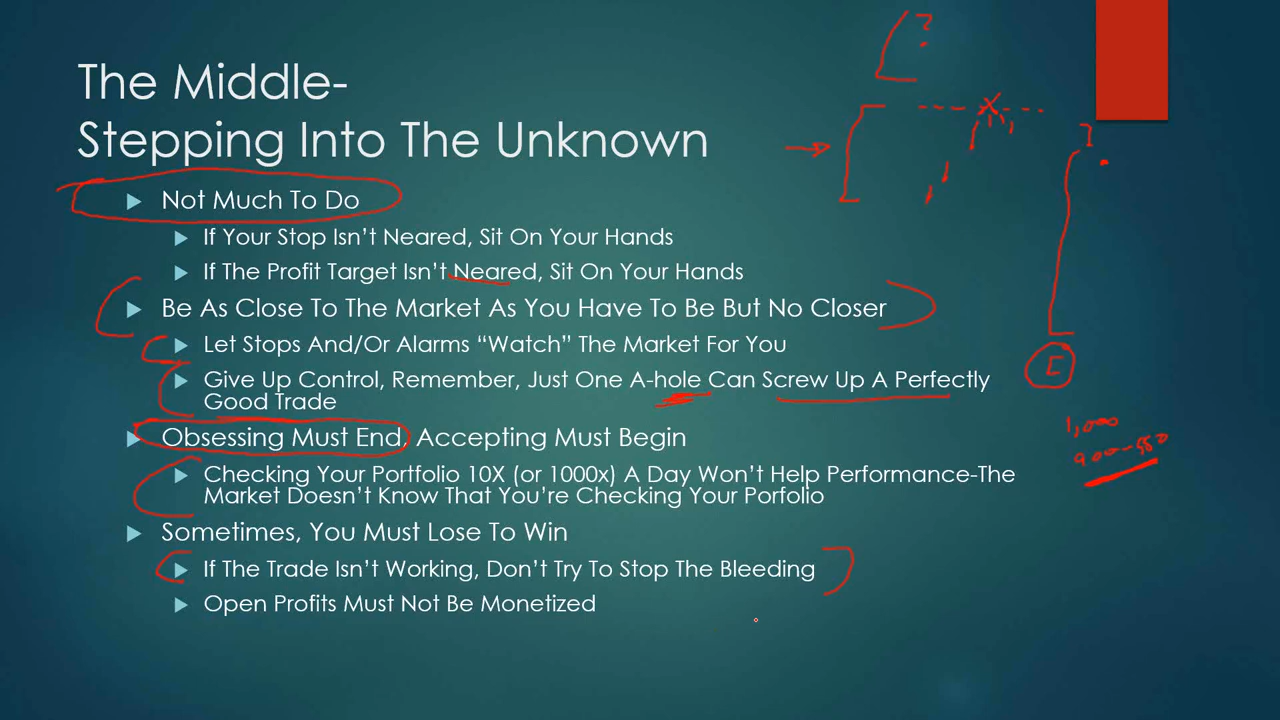 The Middle-
Stepping Into The Unknown
Not Much To Do
If Your Stop Isn't Neared, Sit On Your Hands
If The Profit Target Isn't Neared, Sit On Your Hands
Be As Close To The Market As You Have To Be But No Closer
Let Stops And/Or Alarms “Watch” The Market For You
Give Up Control, Remember, Just One A-hole Can Screw Up A Perfectly
Good Trade
Obsessing Must End, Accepting Must Begin
Checking Your Portfolio 10X (or 1000x) A Day Won't Help Performance-The
Market Doesn't Know That You're Checking Your Porfolio
Sometimes, You Must Lose To Win
If The Trade Isn't Working, Don't Try To Stop The Bleeding
Open Profits Must Not Be Monetized
?
?
E
1,000